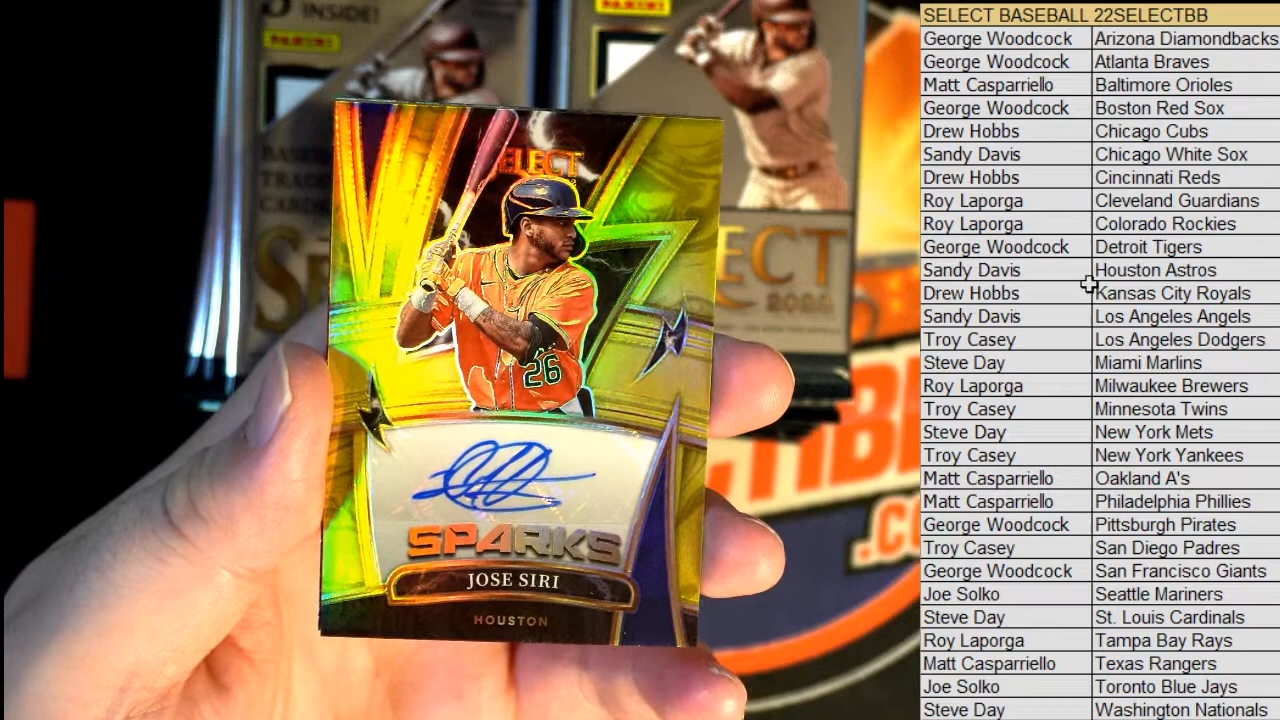 INSIDE!
PANINI
PANINI
SELECT
26
SPARKS
JOSE SIRI
HOUSTON
SELECT BASEBALL 22SELECTBB
George Woodcock Arizona Diamondbacks
George Woodcock Atlanta Braves
Matt Casparriello Baltimore Orioles
George Woodcock Boston Red Sox
Drew Hobbs Chicago Cubs
Sandy Davis Chicago White Sox
Drew Hobbs Cincinnati Reds
Roy Laporga Cleveland Guardians
Roy Laporga Colorado Rockies
George Woodcock Detroit Tigers
Sandy Davis Houston Astros
Drew Hobbs Kansas City Royals
Sandy Davis Los Angeles Angels
Troy Casey Los Angeles Dodgers
Steve Day Miami Marlins
Roy Laporga Milwaukee Brewers
Troy Casey Minnesota Twins
Steve Day New York Mets
Troy Casey New York Yankees
Matt Casparriello Oakland A's
Matt Casparriello Philadelphia Phillies
George Woodcock Pittsburgh Pirates
Troy Casey San Diego Padres
George Woodcock San Francisco Giants
Joe Solko Seattle Mariners
Steve Day St. Louis Cardinals
Roy Laporga Tampa Bay Rays
Matt Casparriello Texas Rangers
Joe Solko Toronto Blue Jays
Steve Day Washington Nationals